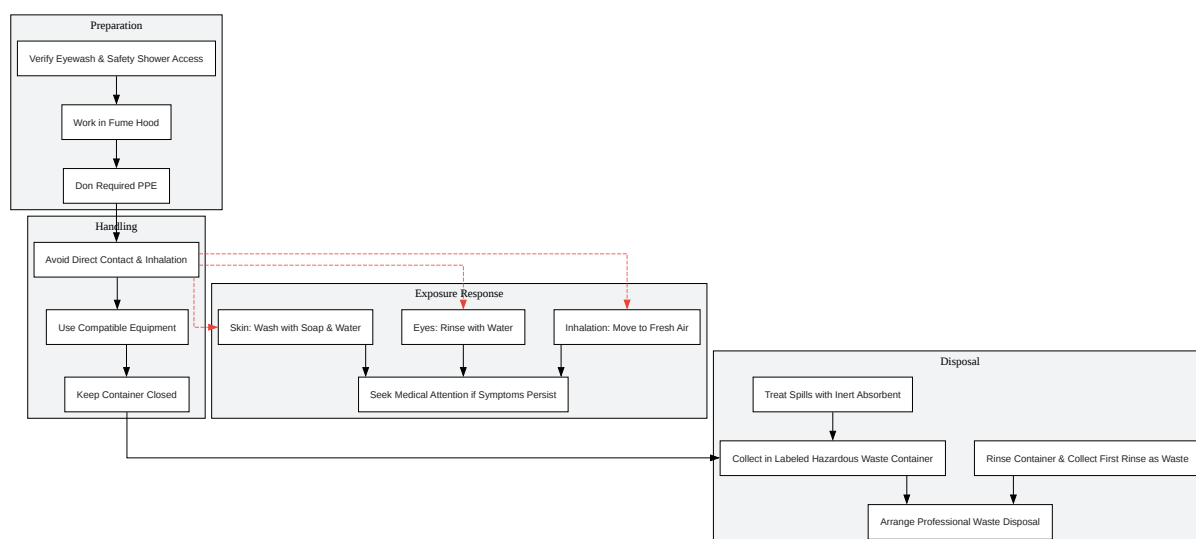 Preparation
Verify Eyewash & Safety Shower Access
Work in Fume Hood
Don Required PPE
Handling
Avoid Direct Contact & Inhalation
Use Compatible Equipment
Keep Container Closed
Exposure Response
Skin: Wash with Soap & Water
Eyes: Rinse with Water
Inhalation: Move to Fresh Air
Seek Medical Attention if Symptoms Persist
Disposal
Treat Spills with Inert Absorbent
Collect in Labeled Hazardous Waste Container
Rinse Container & Collect First Rinse as Waste
Arrange Professional Waste Disposal